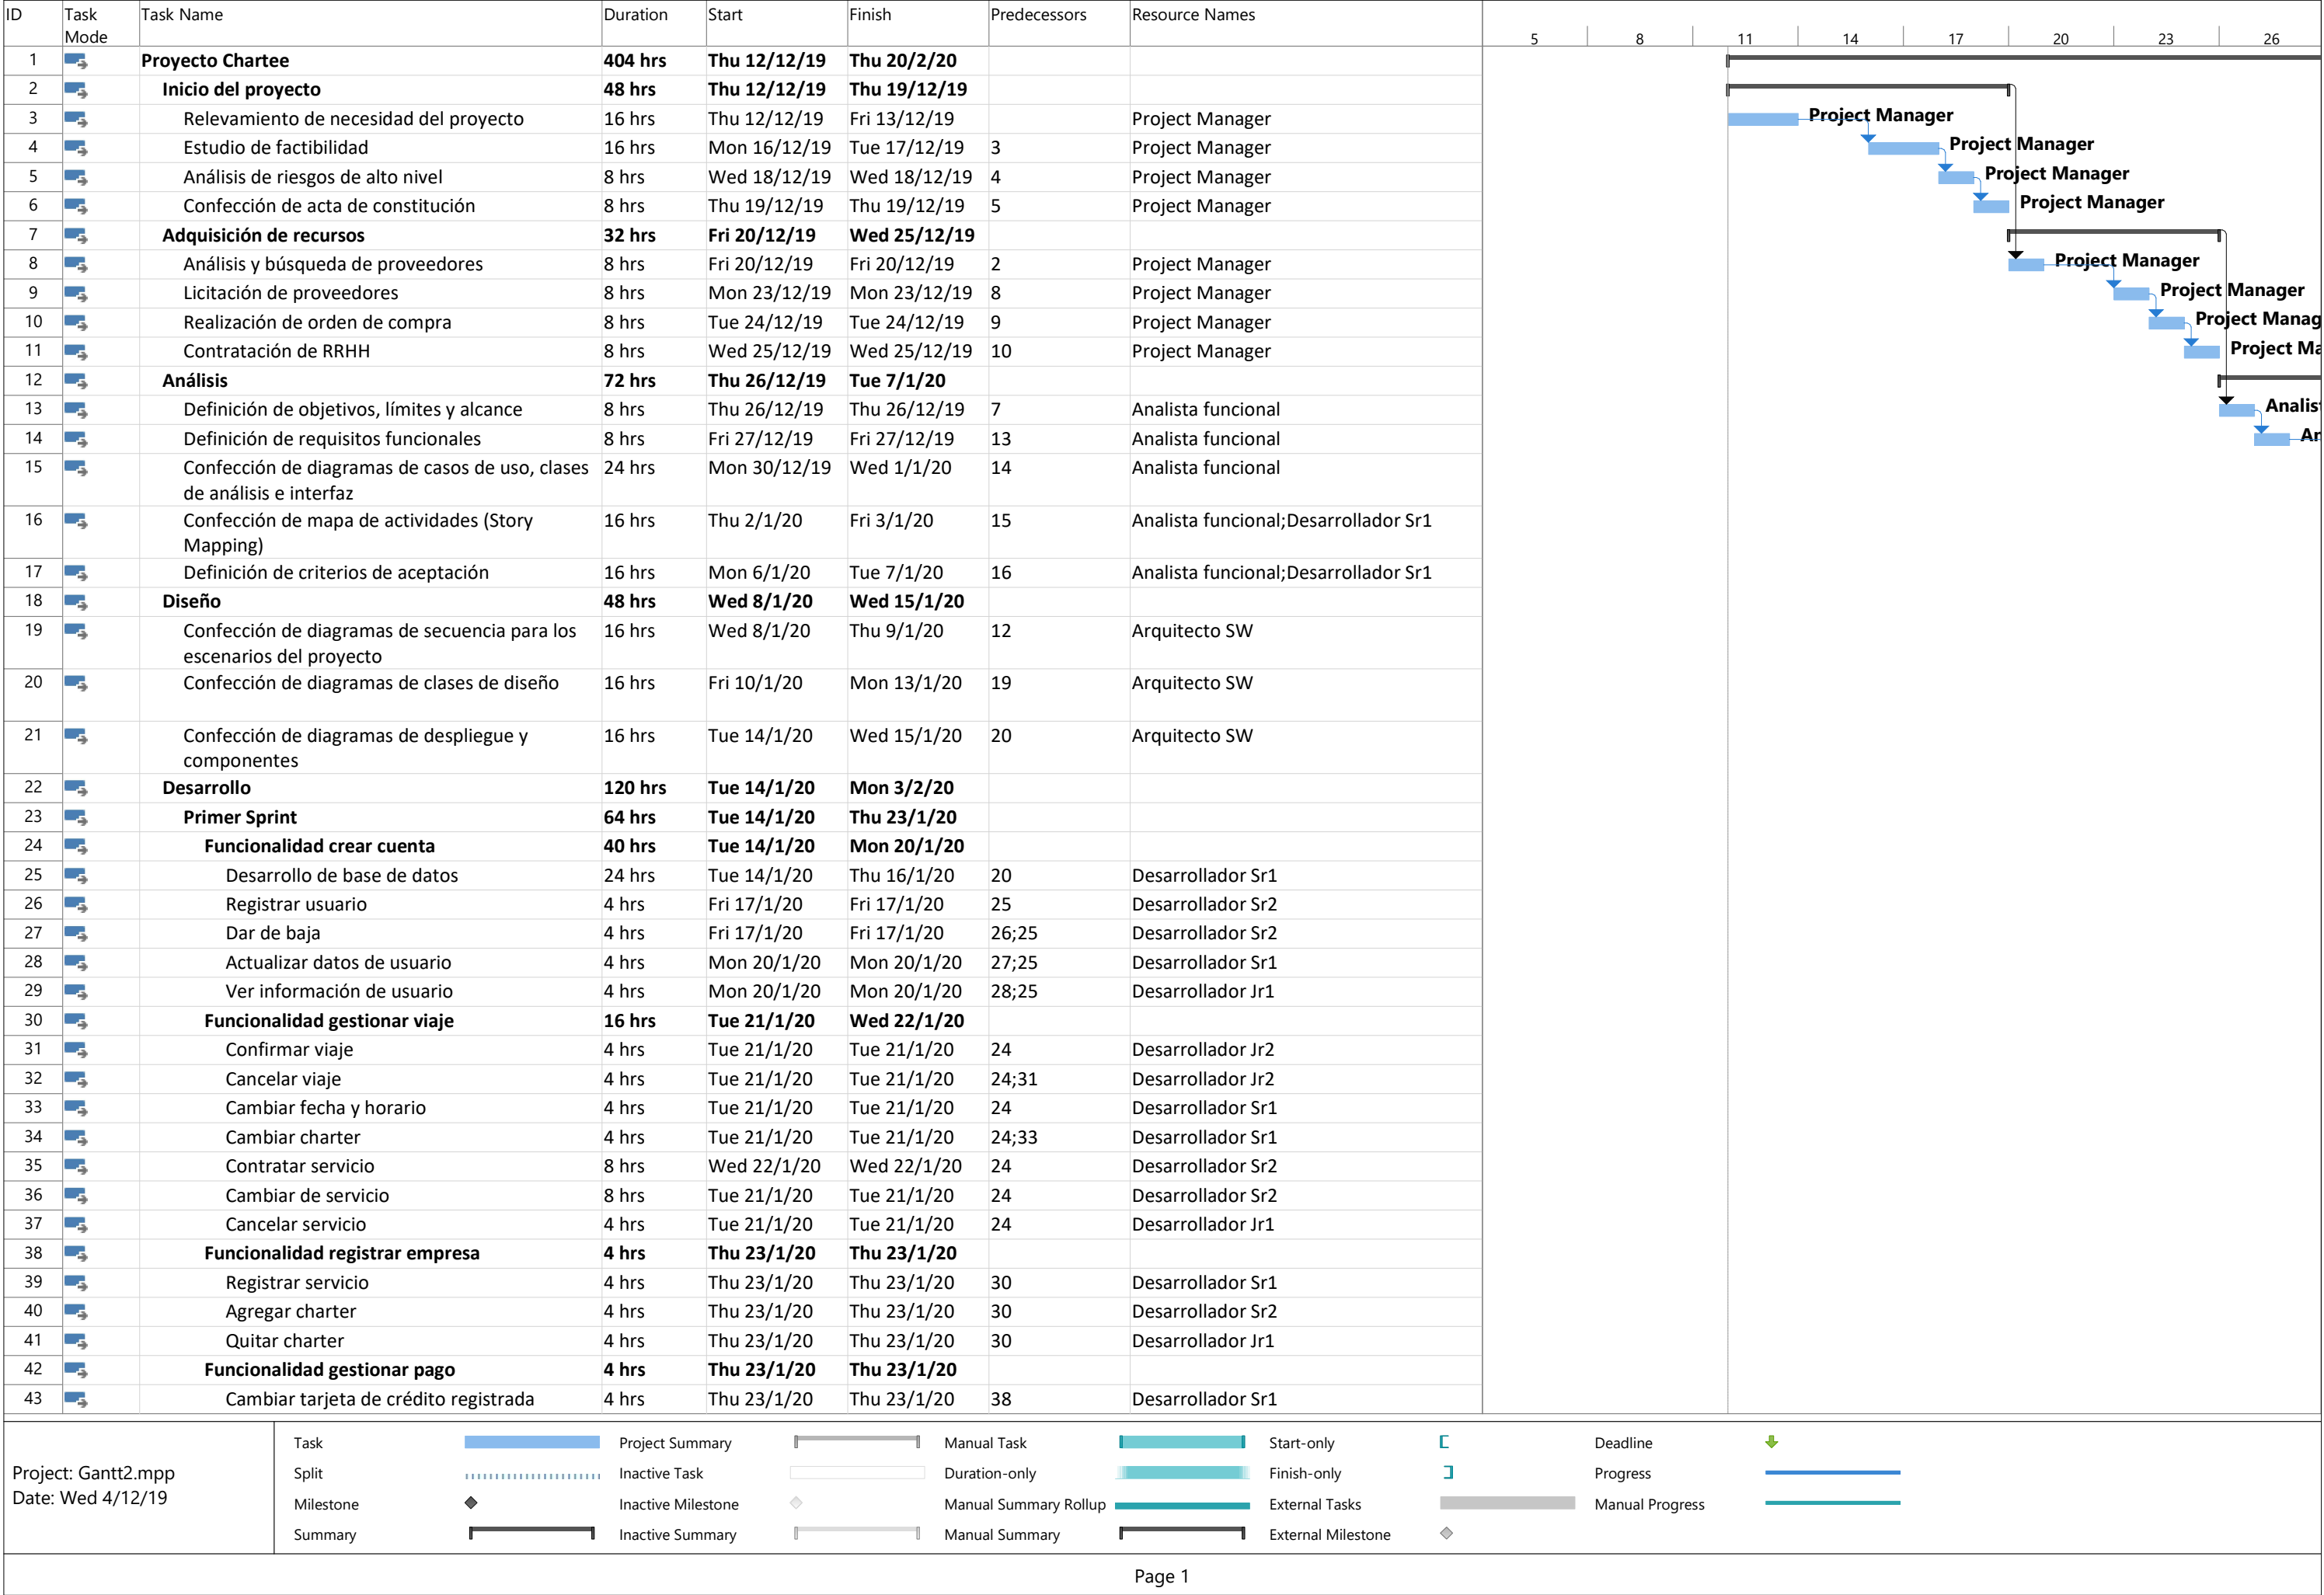 ID Task Mode Task Name Duration Start Finish Predecessors Resource Names
5 8 11 14 17 20 23 26
1 Proyecto Chartee 404 hrs Thu 12/12/19 Thu 20/2/20
2 Inicio del proyecto 48 hrs Thu 12/12/19 Thu 19/12/19
3 Relevamiento de necesidad del proyecto 16 hrs Thu 12/12/19 Fri 13/12/19 Project Manager Project Manager
4 Estudio de factibilidad 16 hrs Mon 16/12/19 Tue 17/12/19 3 Project Manager Project Manager
5 Análisis de riesgos de alto nivel 8 hrs Wed 18/12/19 Wed 18/12/19 4 Project Manager Project Manager
6 Confección de acta de constitución 8 hrs Thu 19/12/19 Thu 19/12/19 5 Project Manager Project Manager
7 Adquisición de recursos 32 hrs Fri 20/12/19 Wed 25/12/19
8 Análisis y búsqueda de proveedores 8 hrs Fri 20/12/19 Fri 20/12/19 2 Project Manager Project Manager
9 Licitación de proveedores 8 hrs Mon 23/12/19 Mon 23/12/19 8 Project Manager Project Manager
10 Realización de orden de compra 8 hrs Tue 24/12/19 Tue 24/12/19 9 Project Manager Project Manag
11 Contratación de RRHH 8 hrs Wed 25/12/19 Wed 25/12/19 10 Project Manager Project Ma
12 Análisis 72 hrs Thu 26/12/19 Tue 7/1/20
13 Definición de objetivos, límites y alcance 8 hrs Thu 26/12/19 Thu 26/12/19 7 Analista funcional Analis
14 Definición de requisitos funcionales 8 hrs Fri 27/12/19 Fri 27/12/19 13 Analista funcional An
15 Confección de diagramas de casos de uso, clases 24 hrs Mon 30/12/19 Wed 1/1/20 14 Analista funcional
de análisis e interfaz
16 Confección de mapa de actividades (Story 16 hrs Thu 2/1/20 Fri 3/1/20 15 Analista funcional;Desarrollador Sr1
Mapping)
17 Definición de criterios de aceptación 16 hrs Mon 6/1/20 Tue 7/1/20 16 Analista funcional;Desarrollador Sr1
18 Diseño 48 hrs Wed 8/1/20 Wed 15/1/20
19 Confección de diagramas de secuencia para los 16 hrs Wed 8/1/20 Thu 9/1/20 12 Arquitecto SW
escenarios del proyecto
20 Confección de diagramas de clases de diseño 16 hrs Fri 10/1/20 Mon 13/1/20 19 Arquitecto SW
21 Confección de diagramas de despliegue y 16 hrs Tue 14/1/20 Wed 15/1/20 20 Arquitecto SW
componentes
22 Desarrollo 120 hrs Tue 14/1/20 Mon 3/2/20
23 Primer Sprint 64 hrs Tue 14/1/20 Thu 23/1/20
24 Funcionalidad crear cuenta 40 hrs Tue 14/1/20 Mon 20/1/20
25 Desarrollo de base de datos 24 hrs Tue 14/1/20 Thu 16/1/20 20 Desarrollador Sr1
26 Registrar usuario 4 hrs Fri 17/1/20 Fri 17/1/20 25 Desarrollador Sr2
27 Dar de baja 4 hrs Fri 17/1/20 Fri 17/1/20 26;25 Desarrollador Sr2
28 Actualizar datos de usuario 4 hrs Mon 20/1/20 Mon 20/1/20 27;25 Desarrollador Sr1
29 Ver información de usuario 4 hrs Mon 20/1/20 Mon 20/1/20 28;25 Desarrollador Jr1
30 Funcionalidad gestionar viaje 16 hrs Tue 21/1/20 Wed 22/1/20
31 Confirmar viaje 4 hrs Tue 21/1/20 Tue 21/1/20 24 Desarrollador Jr2
32 Cancelar viaje 4 hrs Tue 21/1/20 Tue 21/1/20 24;31 Desarrollador Jr2
33 Cambiar fecha y horario 4 hrs Tue 21/1/20 Tue 21/1/20 24 Desarrollador Sr1
34 Cambiar charter 4 hrs Tue 21/1/20 Tue 21/1/20 24;33 Desarrollador Sr1
35 Contratar servicio 8 hrs Wed 22/1/20 Wed 22/1/20 24 Desarrollador Sr2
36 Cambiar de servicio 8 hrs Tue 21/1/20 Tue 21/1/20 24 Desarrollador Sr2
37 Cancelar servicio 4 hrs Tue 21/1/20 Tue 21/1/20 24 Desarrollador Jr1
38 Funcionalidad registrar empresa 4 hrs Thu 23/1/20 Thu 23/1/20
39 Registrar servicio 4 hrs Thu 23/1/20 Thu 23/1/20 30 Desarrollador Sr1
40 Agregar charter 4 hrs Thu 23/1/20 Thu 23/1/20 30 Desarrollador Sr2
41 Quitar charter 4 hrs Thu 23/1/20 Thu 23/1/20 30 Desarrollador Jr1
42 Funcionalidad gestionar pago 4 hrs Thu 23/1/20 Thu 23/1/20
43 Cambiar tarjeta de crédito registrada 4 hrs Thu 23/1/20 Thu 23/1/20 38 Desarrollador Sr1
Project: Gantt2.mpp
Date: Wed 4/12/19
Task Project Summary Manual Task Start-only Deadline
Split Inactive Task Duration-only Finish-only Progress
Milestone Inactive Milestone Manual Summary Rollup External Tasks Manual Progress
Summary Inactive Summary Manual Summary External Milestone
Page 1